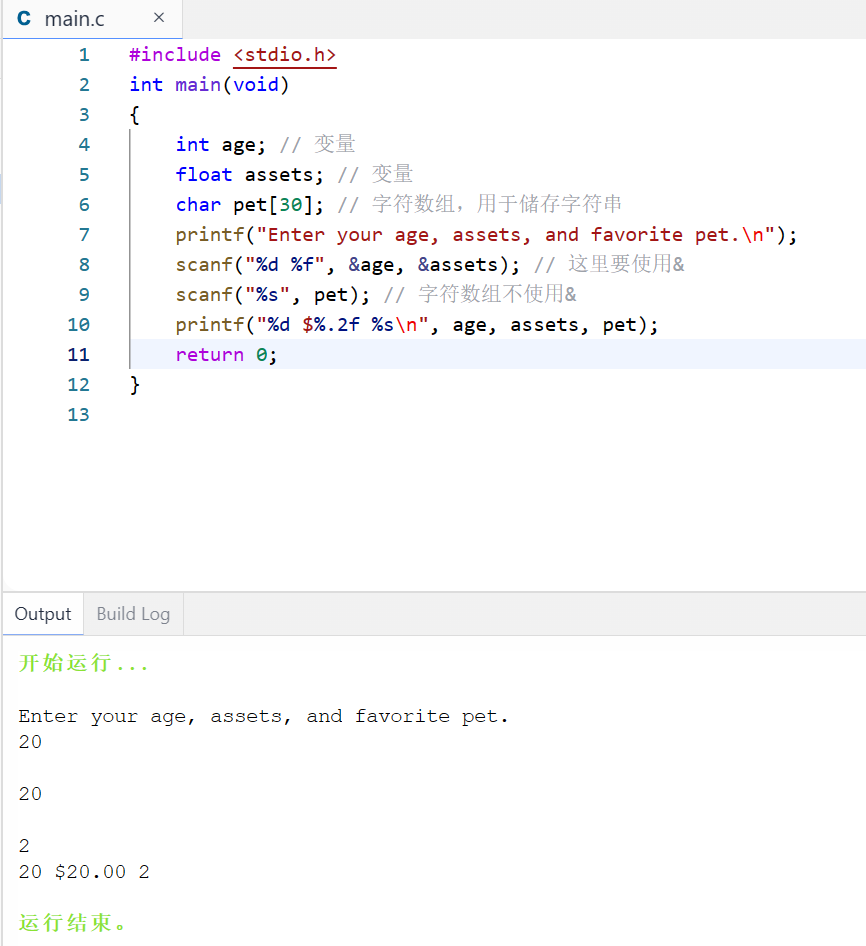 C main.c ×
1 #include <stdio.h>
2 int main(void)
3 {
4 int age; // 变量
5 float assets; // 变量
6 char pet[30]; // 字符数组，用于储存字符串
7 printf("Enter your age, assets, and favorite pet.\n");
8 scanf("%d %f", &age, &assets); // 这里要使用&
9 scanf("%s", pet); // 字符数组不使用&
10 printf("%d $%.2f %s\n", age, assets, pet);
11 return 0;
12 }
13
Output Build Log
开始运行...
Enter your age, assets, and favorite pet.
20
20
2
20 $20.00 2
运行结束。